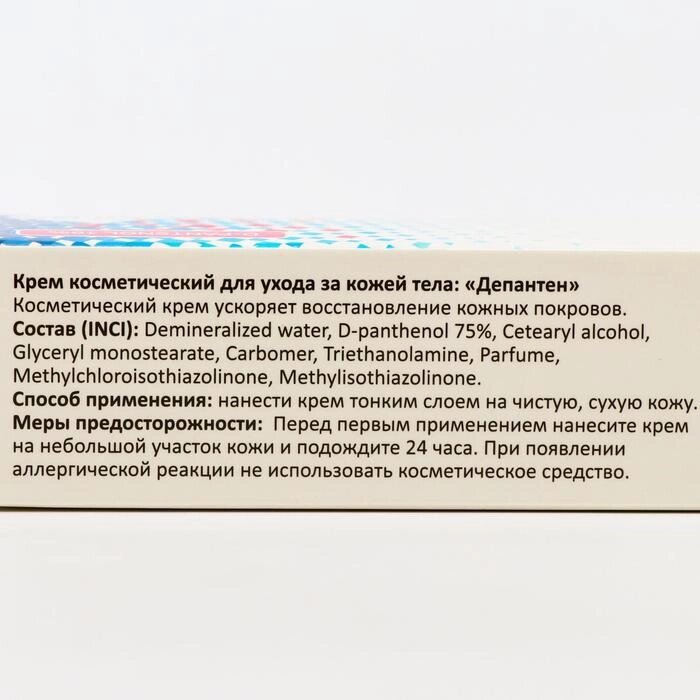 Крем косметический для ухода за кожей тела: «Депантен»
Косметический крем ускоряет восстановление кожных покровов.
Состав (INCI): Demineralized water, D-panthenol 75%, Cetearyl alcohol,
Glyceryl monostearate, Carbomer, Triethanolamine, Parfume,
Methylchloroisothiazolinone, Methylisothiazolinone.
Способ применения: нанести крем тонким слоем на чистую, сухую кожу.
Меры предосторожности: Перед первым применением нанесите крем
на небольшой участок кожи и подождите 24 часа. При появлении
аллергической реакции не использовать косметическое средство.